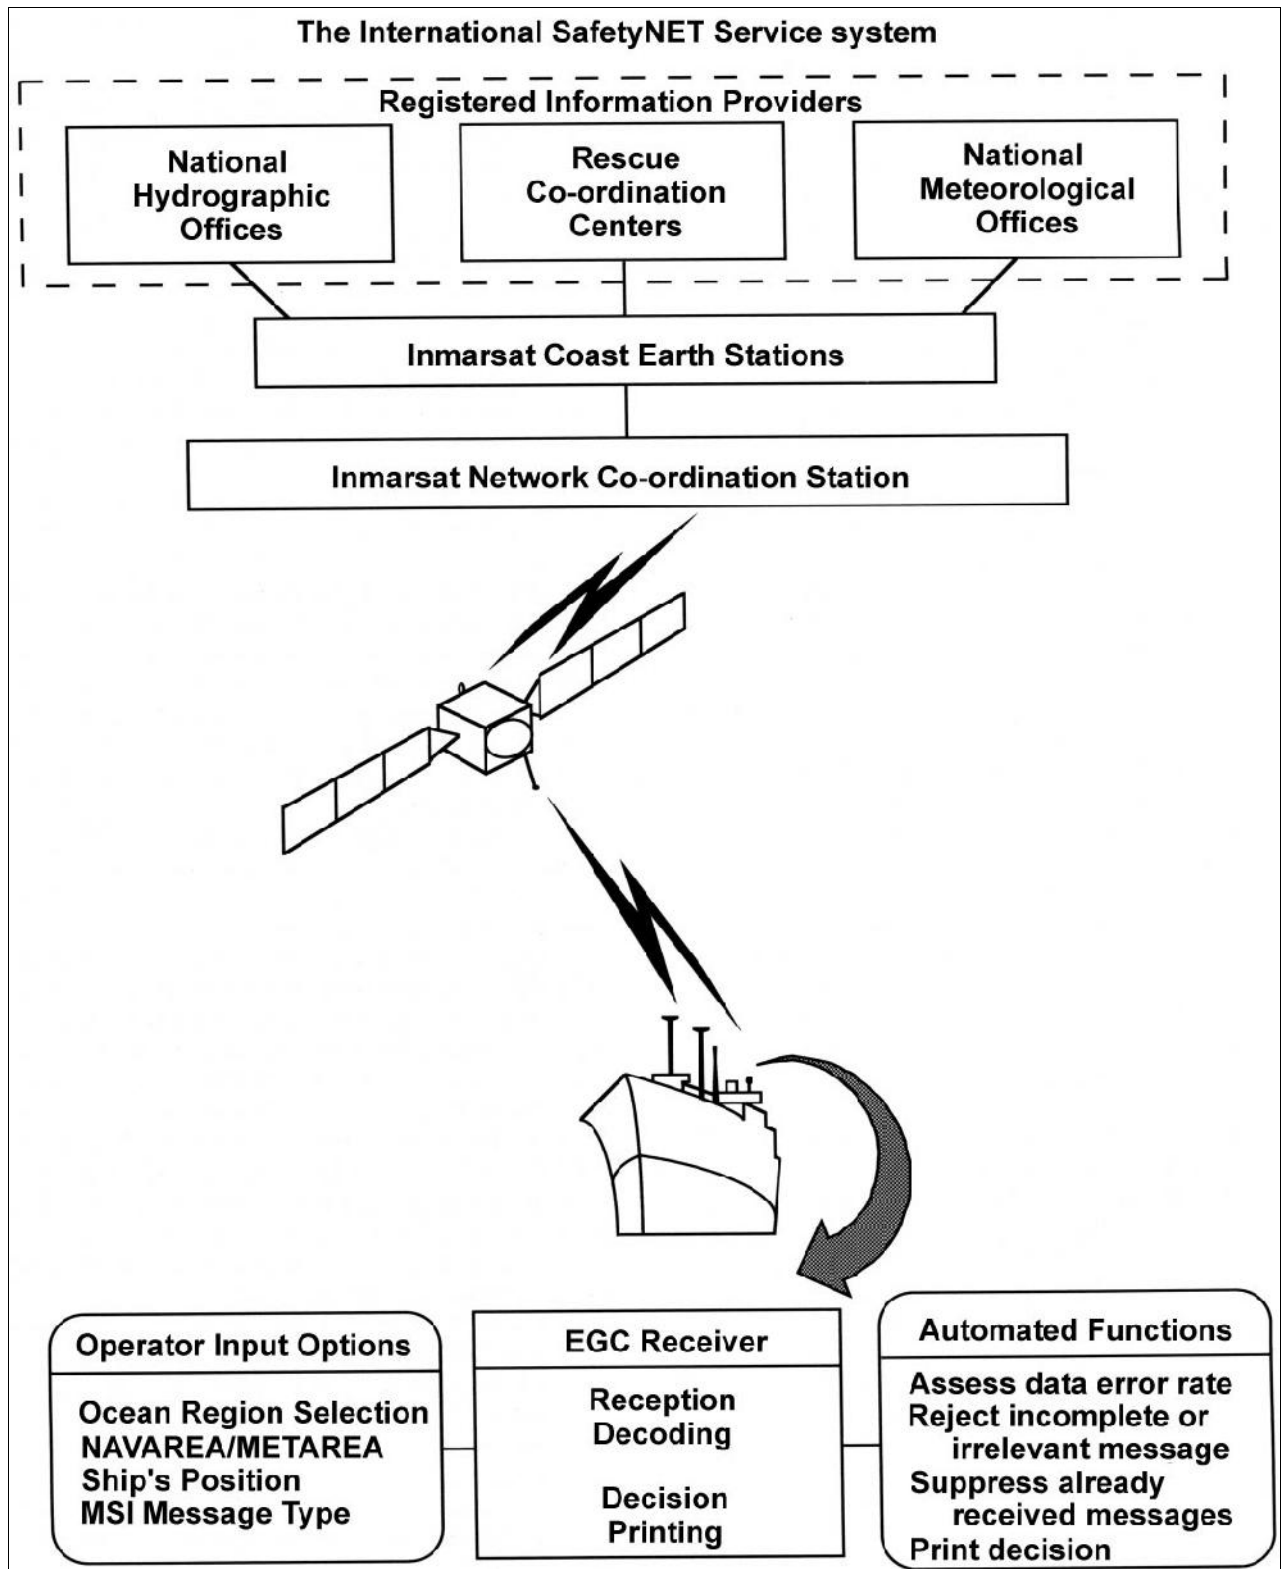 The International SafetyNET Service system
Registered Information Providers
National
Hydrographic
Offices
Rescue
Co-ordination
Centers
National
Meteorological
Offices
Inmarsat Coast Earth Stations
Inmarsat Network Co-ordination Station
Operator Input Options
Ocean Region Selection
NAVAREA/METAREA
Ship's Position
MSI Message Type
EGC Receiver
Reception
Decoding
Decision
Printing
Automated Functions
Assess data error rate
Reject incomplete or
irrelevant message
Suppress already
received messages
Print decision